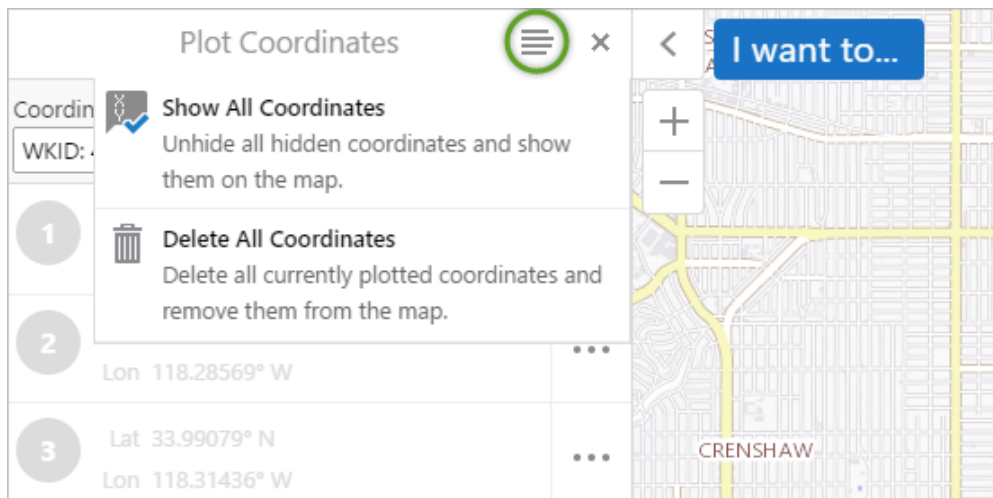 Plot Coordinates
I want to...
Show All Coordinates
Unhide all hidden coordinates and show
them on the map.
Coordin
WKID:
Delete All Coordinates
Delete all currently plotted coordinates and
remove them from the map.
1
2
Lon 118.28569° W
3
Lat 33.99079° N
Lon 118.31436° W
CRENSHAW